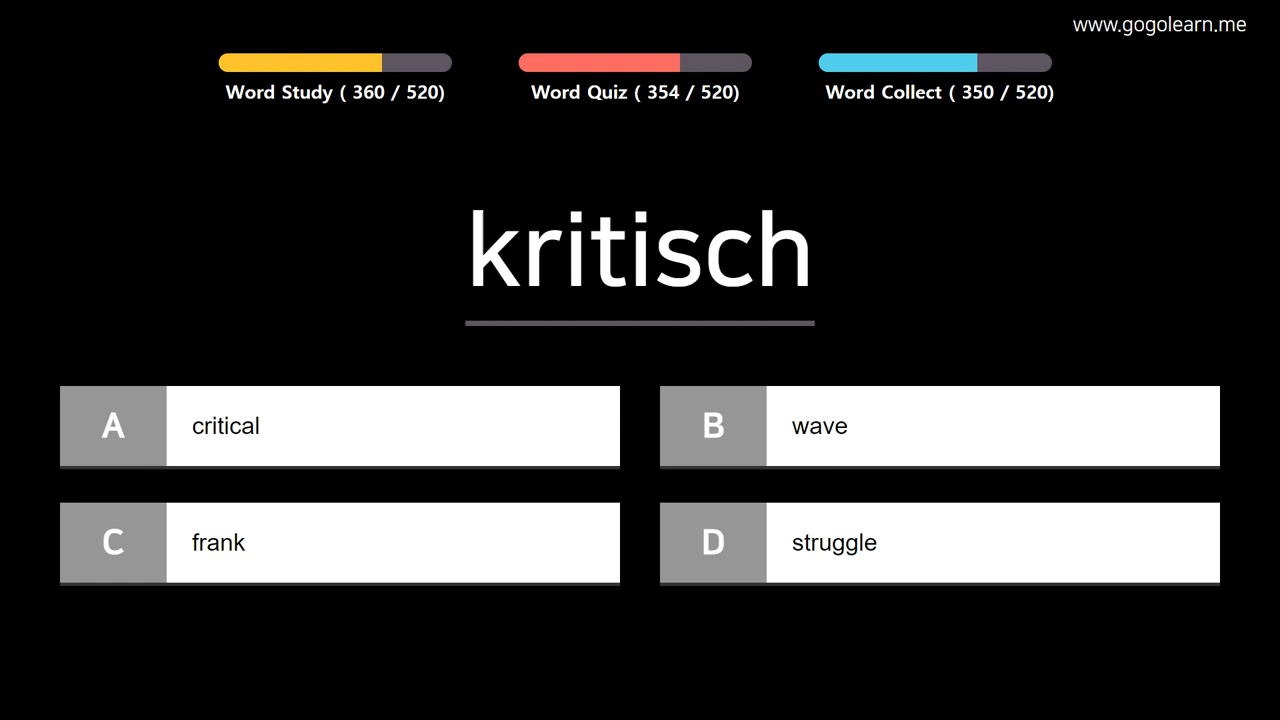 www.gogolearn.me
Word Study ( 360 / 520)
Word Quiz ( 354 / 520)
Word Collect ( 350 / 520)
kritisch
A critical
B wave
C frank
D struggle